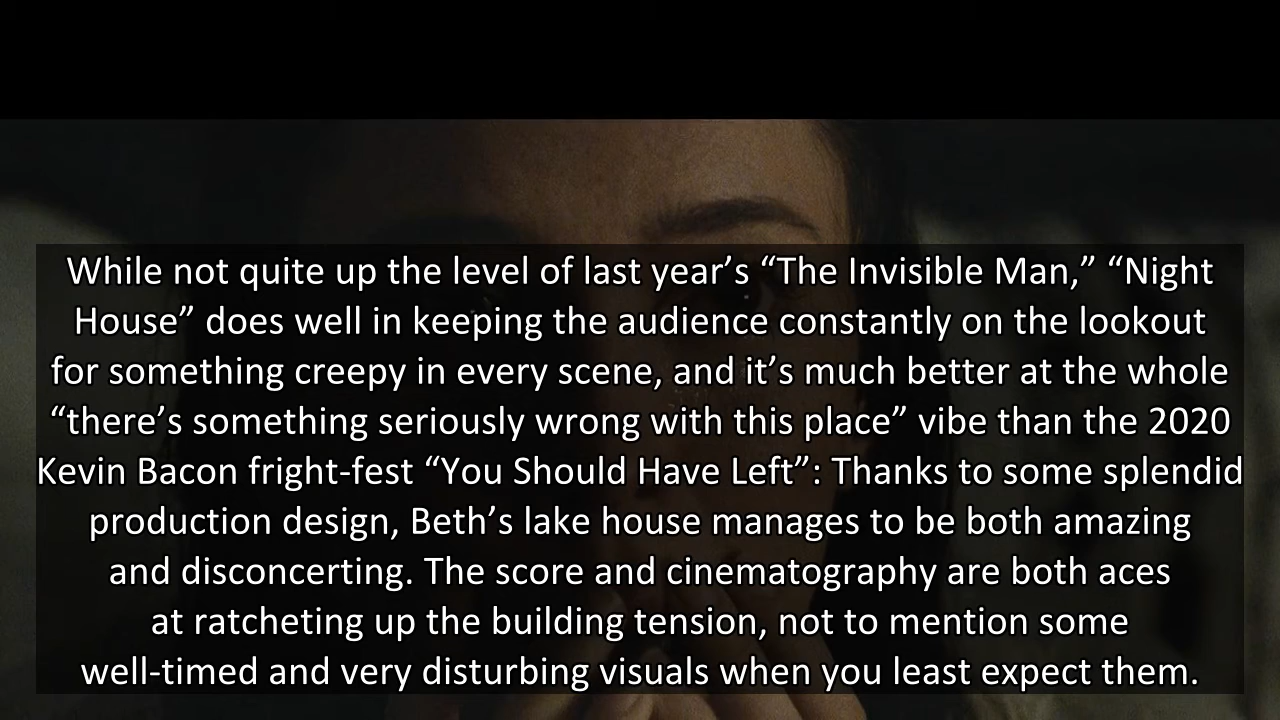 While not quite up the level of last year’s “The Invisible Man,” “Night
House” does well in keeping the audience constantly on the lookout
for something creepy in every scene, and it’s much better at the whole
“there’s something seriously wrong with this place” vibe than the 2020
Kevin Bacon fright-fest “You Should Have Left”: Thanks to some splendid
production design, Beth’s lake house manages to be both amazing
and disconcerting. The score and cinematography are both aces
at ratcheting up the building tension, not to mention some
well-timed and very disturbing visuals when you least expect them.